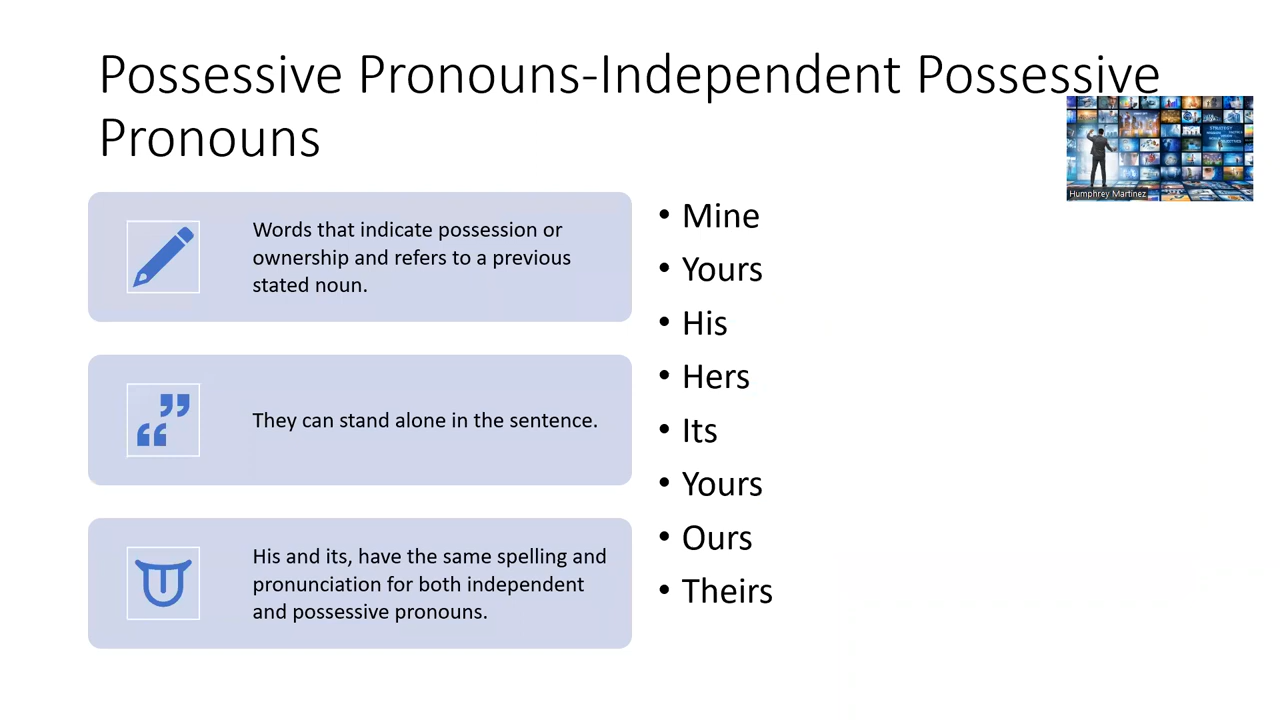 Possessive Pronouns-Independent Possessive
Pronouns
Words that indicate possession or
ownership and refers to a previous
stated noun.
They can stand alone in the sentence.
His and its, have the same spelling and
pronunciation for both independent
and possessive pronouns.
• Mine
• Yours
• His
• Hers
• Its
• Yours
• Ours
• Theirs
STRATEGY
Humphrey Martinez